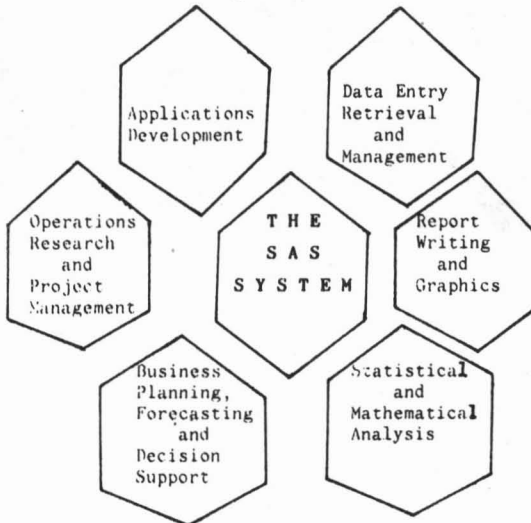 Applications
Development
Data Entry
Retrieval
and
Management
Operations
Research
and
Project
Management
T H E
S A S
S Y S T E M
Report
Writing
and
Graphics
Business
Planning,
Forecasting
and
Decision
Support
Statistical
and
Mathematical
Analysis